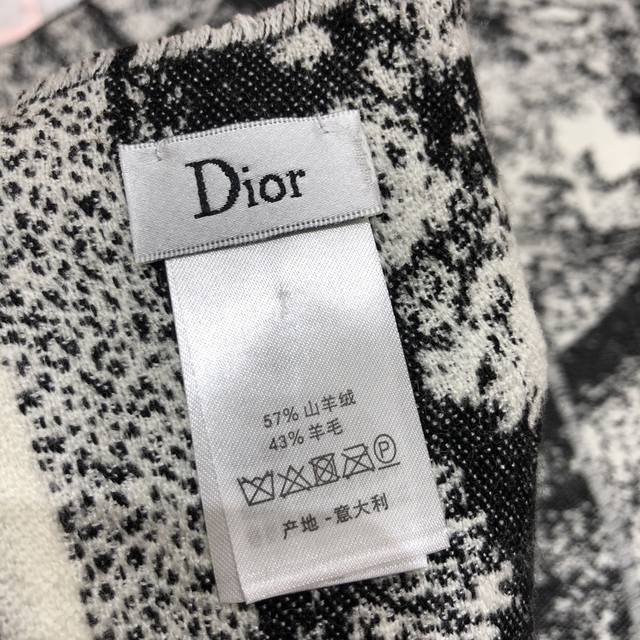 Dior
57% 山羊绒
43% 羊毛
产地 - 意大利